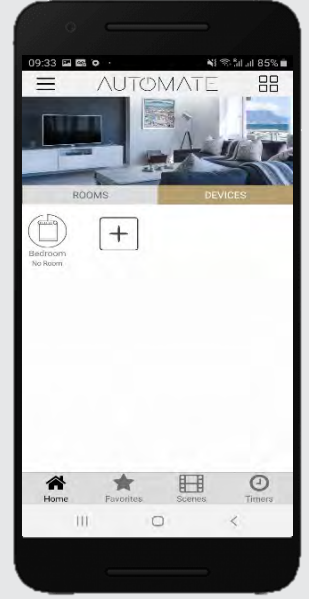 09:33 85%
AUTOMATE
ROOMS DEVICES
Bedroom
No Room
Home Favorites Scenes Timers